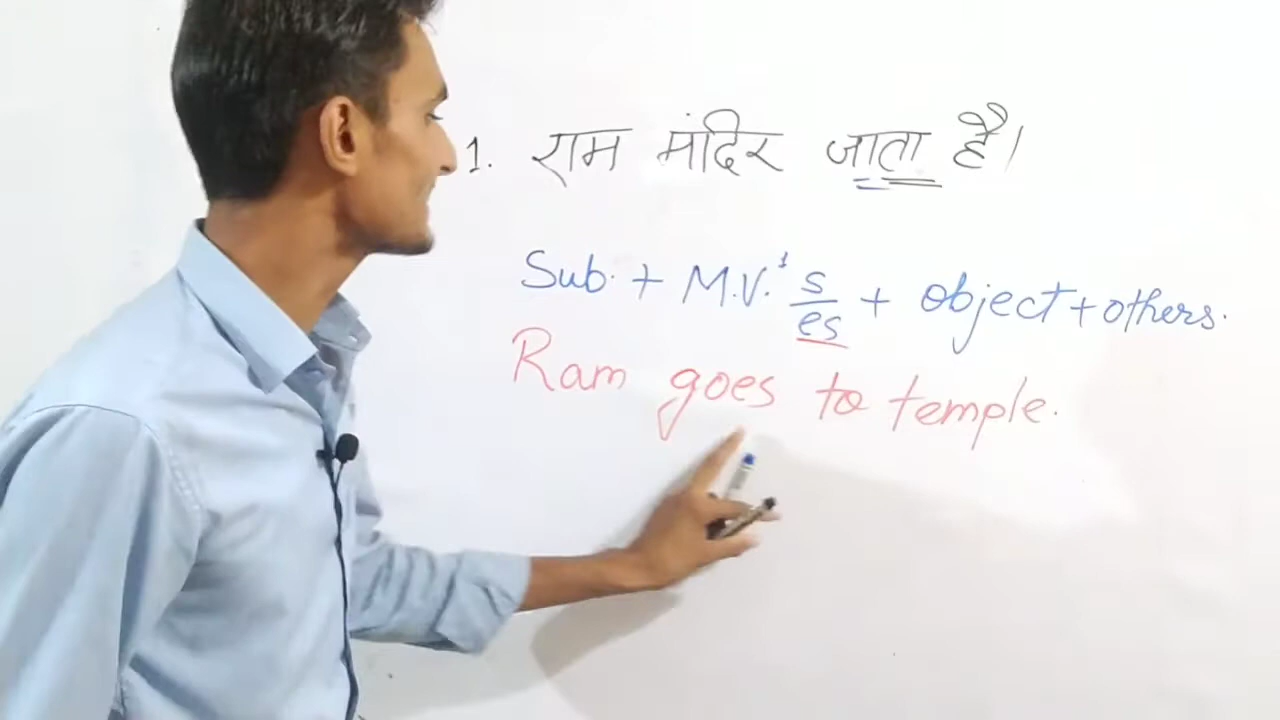 1. राम मंदिर जाता है।
Sub. + M.V.¹ s/es + object + others.
Ram goes to temple.